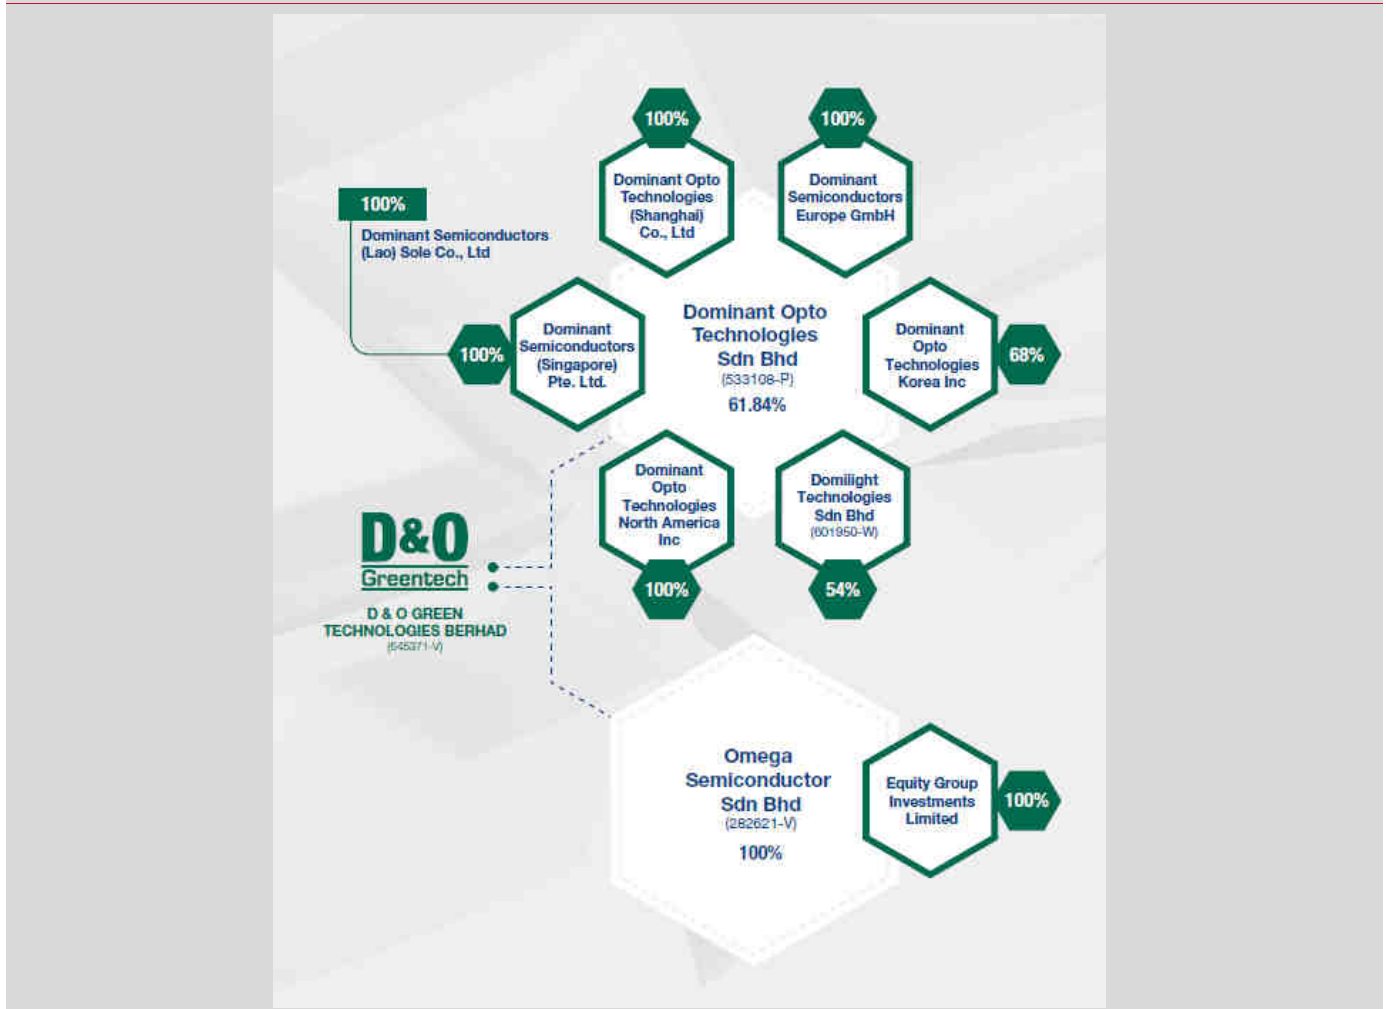 100%
100%
Dominant Opto
Technologies
(Shanghai)
Co., Ltd
Dominant
Semiconductors
Europe GmbH
100%
Dominant Semiconductors
(Lao) Sole Co., Ltd
100%
Dominant
Semiconductors
(Singapore)
Pte. Ltd.
Dominant Opto
Technologies
Sdn Bhd
(533108-P)
61.84%
Dominant
Opto
Technologies
Korea Inc
68%
Dominant
Opto
Technologies
North America
Inc
100%
Domilight
Technologies
Sdn Bhd
(601950-W)
54%
D&O
Greentech
D & O GREEN
TECHNOLOGIES BERHAD
(645371-V)
Omega
Semiconductor
Sdn Bhd
(282621-V)
100%
Equity Group
Investments
Limited
100%